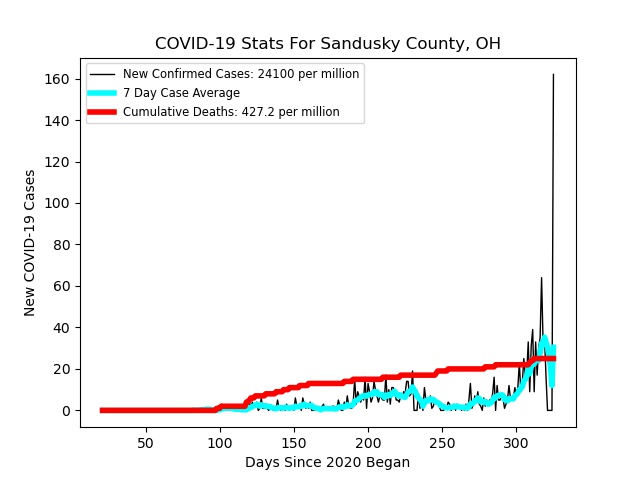 COVID-19 Stats For Sandusky County, OH
New Confirmed Cases: 24100 per million
7 Day Case Average
Cumulative Deaths: 427.2 per million
New COVID-19 Cases
160
140
120
100
80
60
40
20
0
50 100 150 200 250 300
Days Since 2020 Began